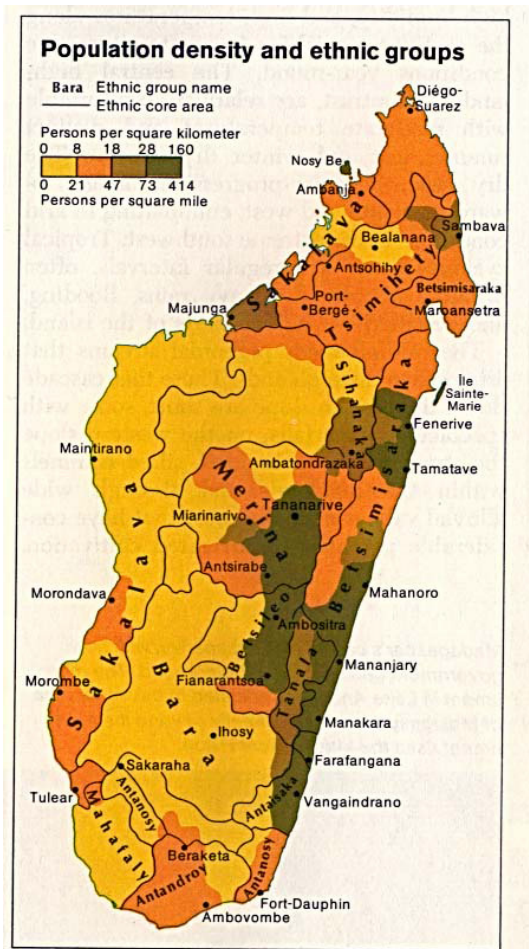 Population density and ethnic groups
Bara Ethnic group name
Ethnic core area
Persons per square kilometer
0 8 18 28 160
0 21 47 73 414
Persons per square mile
Diégo-
Suarez
Nosy Be
Ambanja
Sambava
Bealanana
Sakalava
Antsohihy
Tsimihety
Betsimisaraka
Majunga
Port-
Bergé
Maroansetra
Sihanaka
Île
Sainte-
Marie
Fenerive
Betsimisaraka
Maintirano
Ambatondrazaka
Tamatave
Merina
Tananarive
Miarinarivo
Antsirabe
Mahanoro
Morondava
Ambositra
Betsileo
Sakalava
Mananjary
Fianarantsoa
Tanala
Morombe
Bara
Manakara
Ihosy
Sakaraha
Farafangana
Tulear
Antanosy
Antaisaka
Vangaindrano
Mahafaly
Beraketa
Antandroy
Antanosy
Fort-Dauphin
Ambovombe